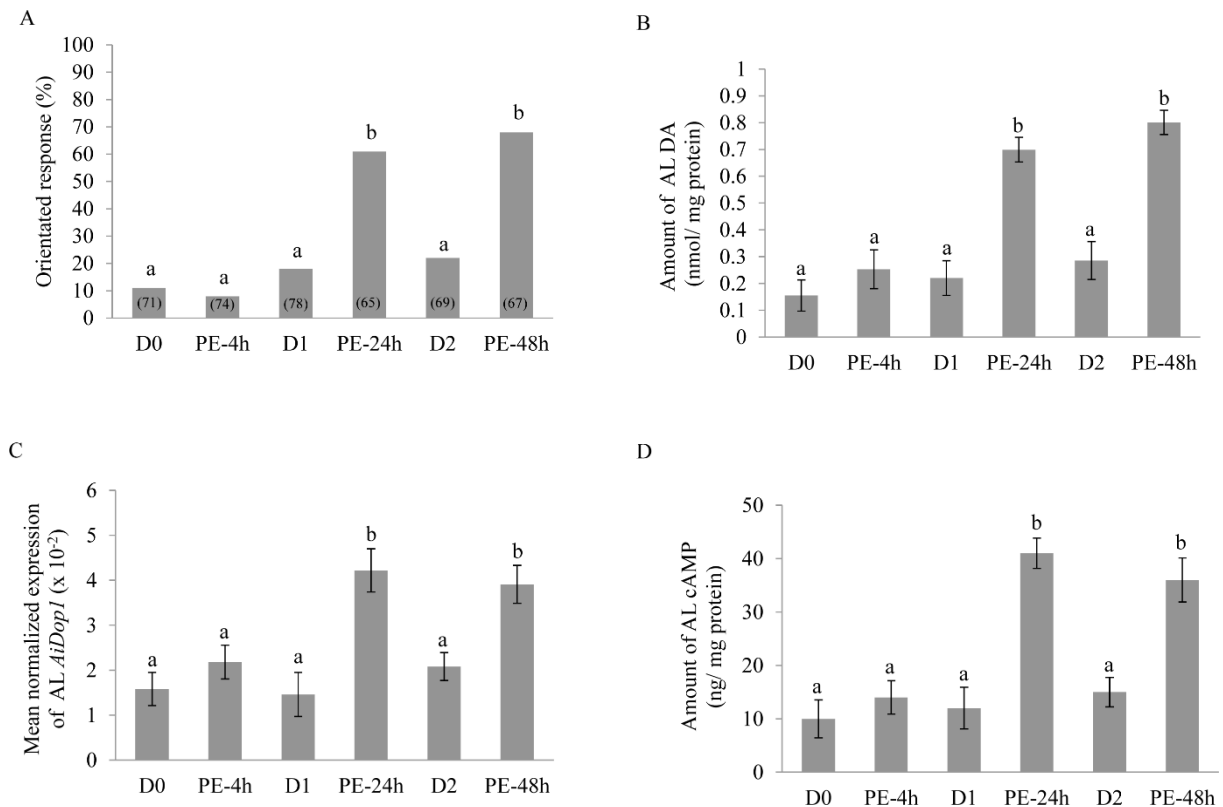 A
Orientated response (%)
100
90
80
70
60
50
40
30
20
10
0
a
a
a
b
a
b
(71)
(74)
(78)
(65)
(69)
(67)
D0 PE-4h D1 PE-24h D2 PE-48h
B
Amount of AL DA
(nmol/ mg protein)
1
0.9
0.8
0.7
0.6
0.5
0.4
0.3
0.2
0.1
0
a
a
a
b
a
b
D0 PE-4h D1 PE-24h D2 PE-48h
C
Mean normalized expression
of AL AiDop1 (x 10-2)
6
5
4
3
2
1
0
a
a
a
b
a
b
D0 PE-4h D1 PE-24h D2 PE-48h
D
Amount of AL cAMP
(ng/ mg protein)
50
40
30
20
10
0
a
a
a
b
a
b
D0 PE-4h D1 PE-24h D2 PE-48h